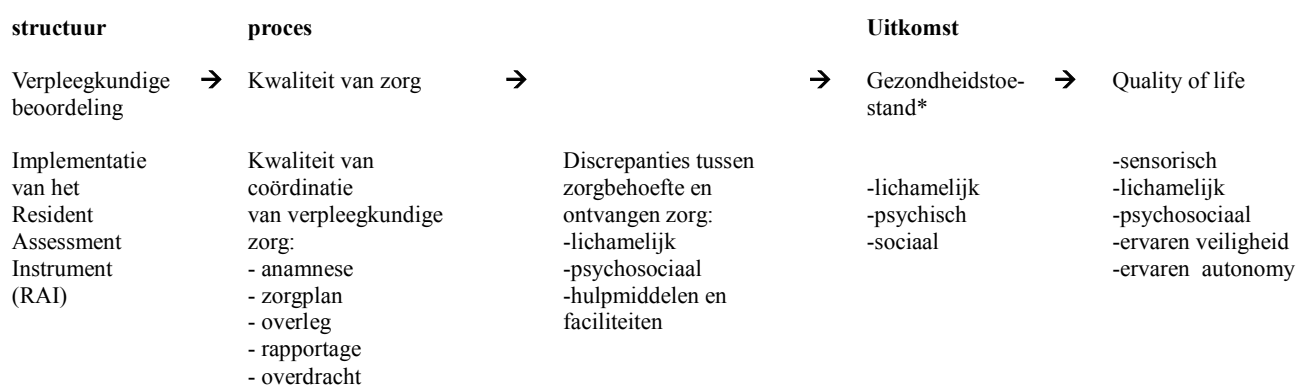 structuur proces Uitkomst
Verpleegkundige → Kwaliteit van zorg → → Gezondheidstoe- → Quality of life
beoordeling stand*
Implementatie Kwaliteit van Discrepanties tussen -sensorisch
van het coördinatie zorgbehoefte en -lichamelijk -lichamelijk
Resident van verpleegkundige ontvangen zorg: -psychisch -psychosociaal
Assessment zorg: -lichamelijk -sociaal -ervaren veiligheid
Instrument - anamnese -psychosociaal -ervaren autonomy
(RAI) - zorgplan -hulpmiddelen en
- overleg faciliteiten
- rapportage
- overdracht